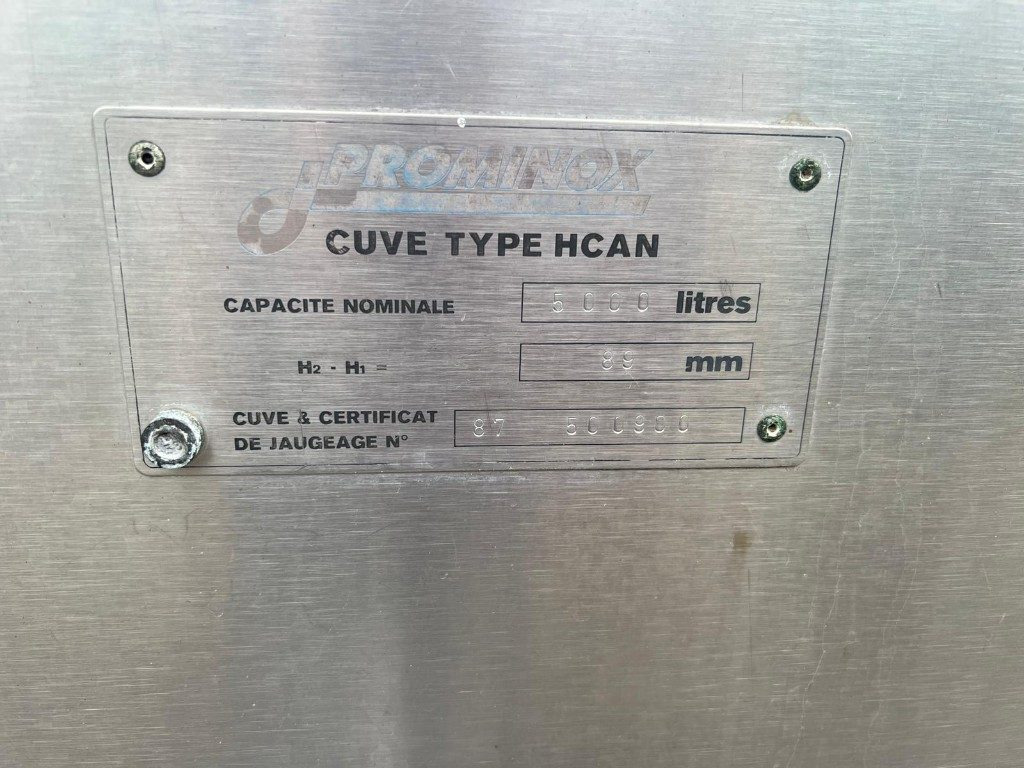 PROMINOX
CUVE TYPE HCAN
CAPACITE NOMINALE 5000 litres
H2 - H1 = 89 mm
CUVE & CERTIFICAT
DE JAUGEAGE N° 87 500900